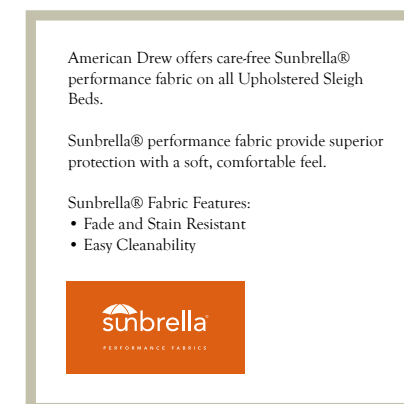 American Drew offers care-free Sunbrella®
performance fabric on all Upholstered Sleigh
Beds.
Sunbrella® performance fabric provide superior
protection with a soft, comfortable feel.
Sunbrella® Fabric Features:
• Fade and Stain Resistant
• Easy Cleanability
sunbrella®
PERFORMANCE FABRICS